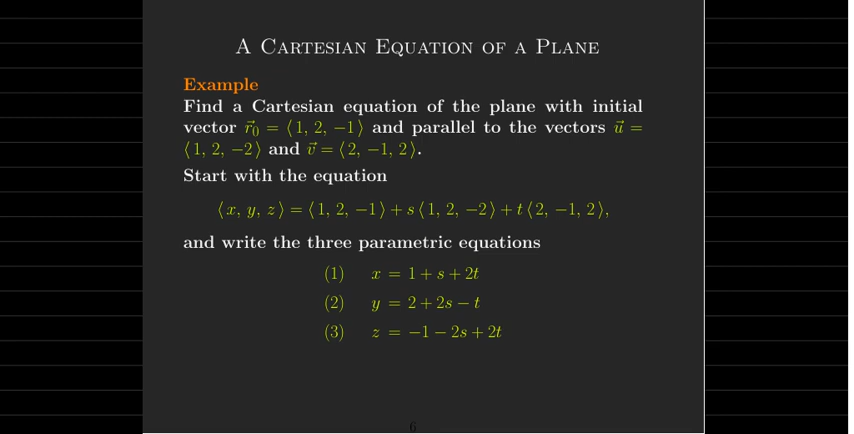 A Cartesian Equation of a Plane
Example
Find a Cartesian equation of the plane with initial
vector r⃗₀ = ⟨1, 2, −1⟩ and parallel to the vectors u⃗ =
⟨1, 2, −2⟩ and v⃗ = ⟨2, −1, 2⟩.
Start with the equation
⟨x, y, z⟩ = ⟨1, 2, −1⟩ + s⟨1, 2, −2⟩ + t⟨2, −1, 2⟩,
and write the three parametric equations
(1) x = 1 + s + 2t
(2) y = 2 + 2s − t
(3) z = −1 − 2s + 2t
6